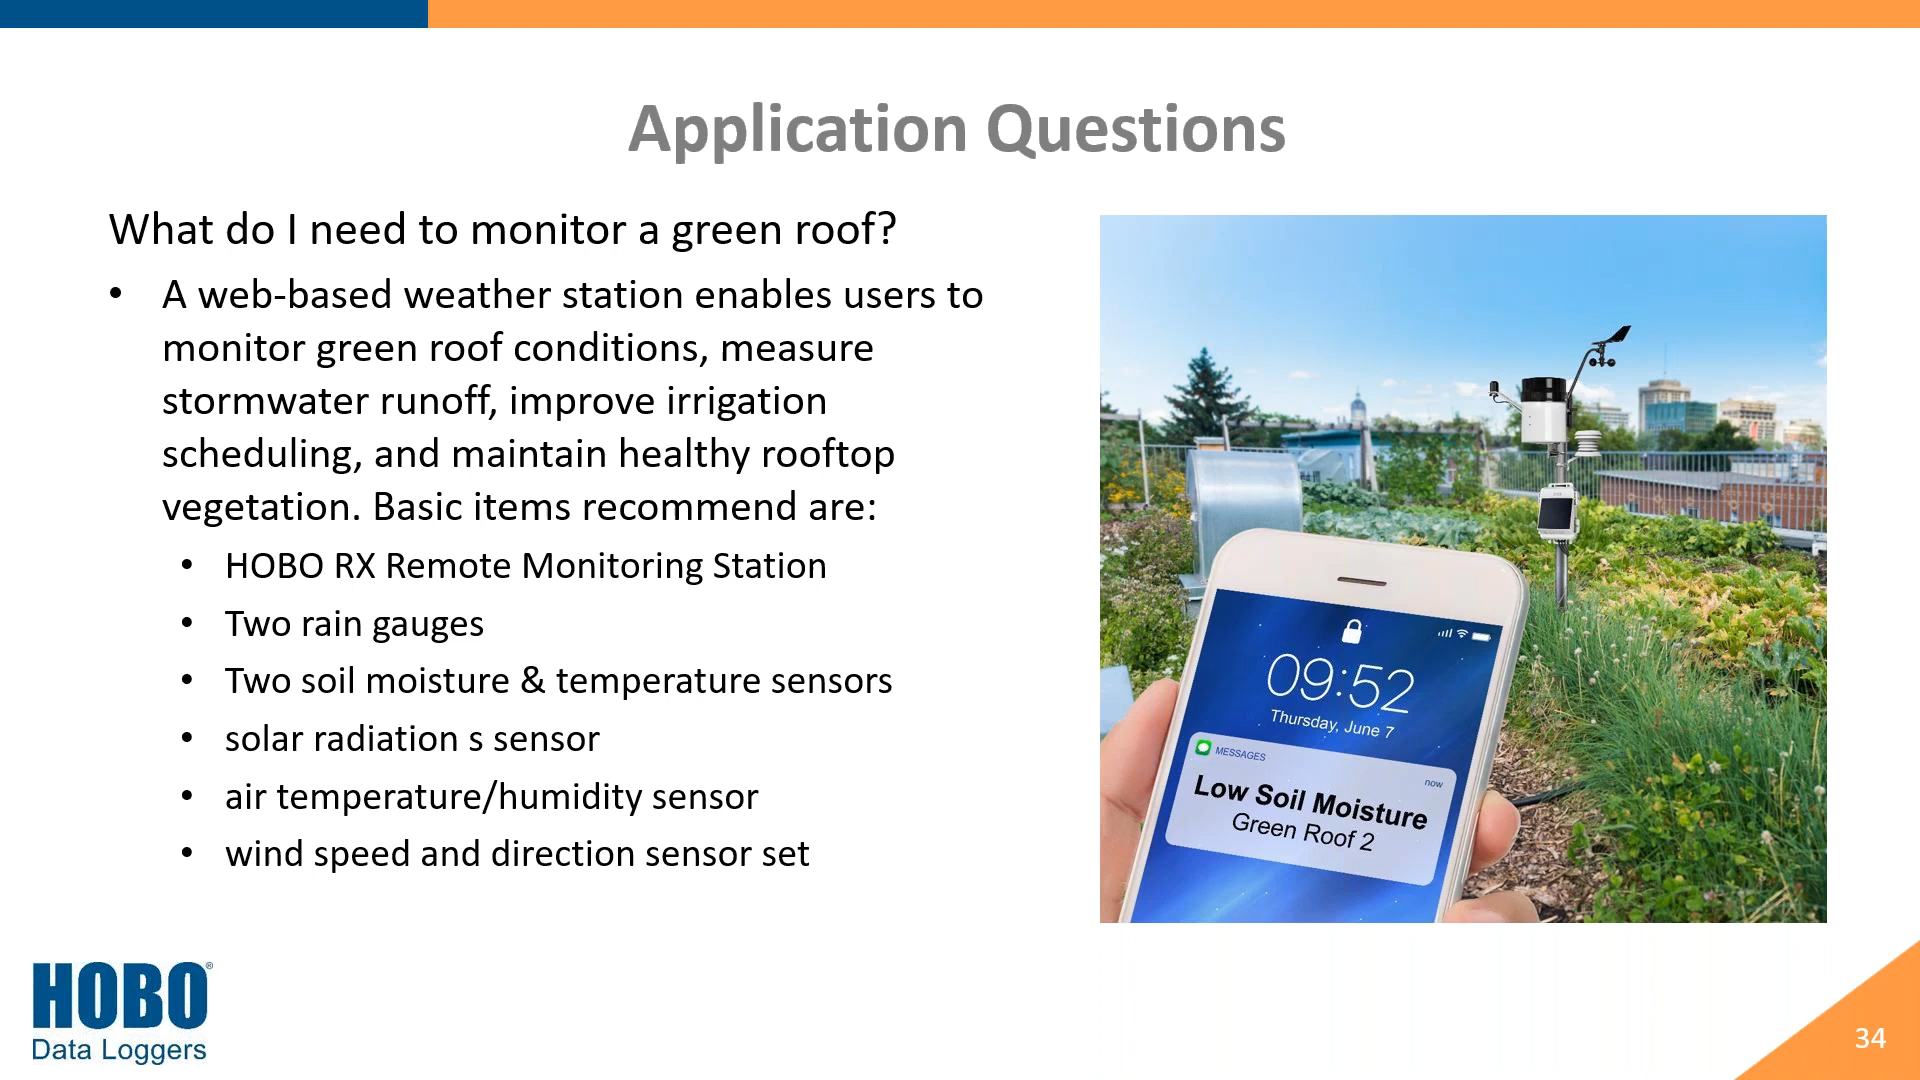 Application Questions
What do I need to monitor a green roof?
• A web-based weather station enables users to
monitor green roof conditions, measure
stormwater runoff, improve irrigation
scheduling, and maintain healthy rooftop
vegetation. Basic items recommend are:
• HOBO RX Remote Monitoring Station
• Two rain gauges
• Two soil moisture & temperature sensors
• solar radiation s sensor
• air temperature/humidity sensor
• wind speed and direction sensor set
09:52
Thursday, June 7
MESSAGES
now
Low Soil Moisture
Green Roof 2
HOBO®
Data Loggers
34